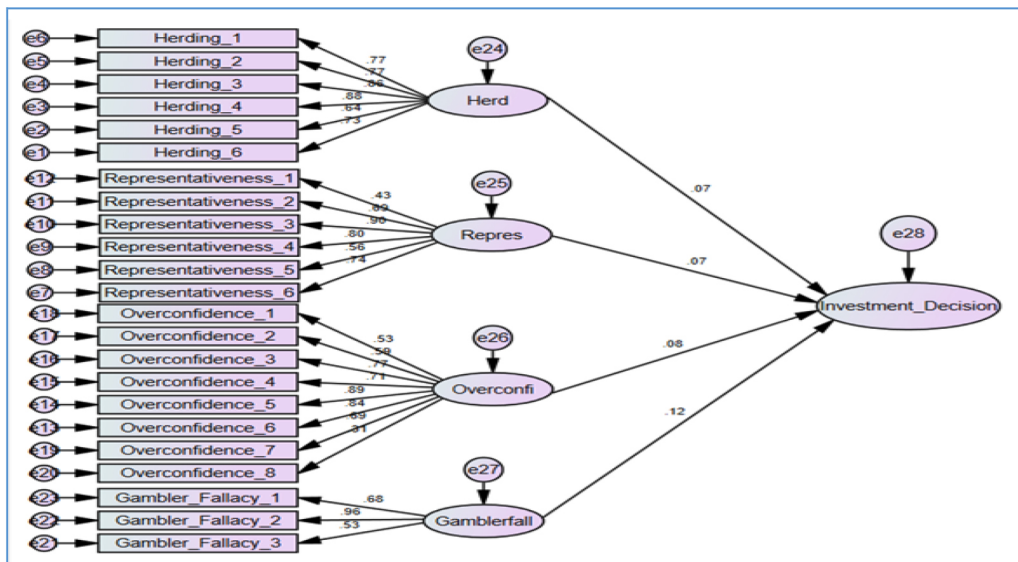 e6 Herding_1
e5 Herding_2
e4 Herding_3
e3 Herding_4
e2 Herding_5
e1 Herding_6
.77
.77
.86
.88
.64
.73
e24
Herd
.07
e12 Representativeness_1
e11 Representativeness_2
e10 Representativeness_3
e9 Representativeness_4
e8 Representativeness_5
e7 Representativeness_6
.43
.90
.80
.56
.74
e25
Repres
.07
e18 Overconfidence_1
e17 Overconfidence_2
e16 Overconfidence_3
e15 Overconfidence_4
e14 Overconfidence_5
e13 Overconfidence_6
e19 Overconfidence_7
e20 Overconfidence_8
.53
.59
.77
.71
.89
.84
e26
Overconfi
.08
e23 Gambler_Fallacy_1
e22 Gambler_Fallacy_2
e21 Gambler_Fallacy_3
.68
.96
.53
e27
Gamblerfall
.12
e28
Investment_Decision